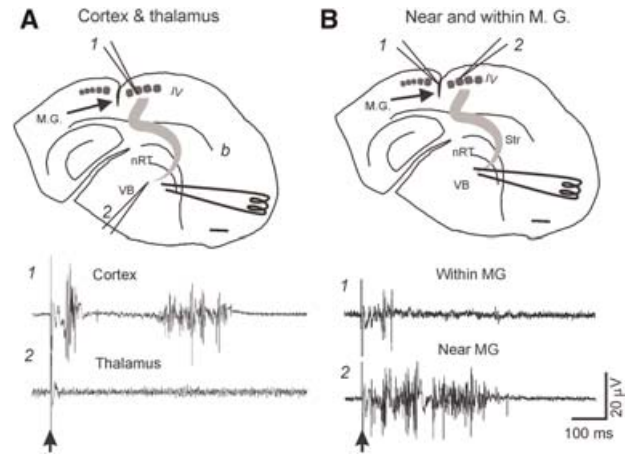 A
Cortex & thalamus
1
IV
M.G.
b
nRT
VB
2
1
Cortex
2
Thalamus
B
Near and within M. G.
1
2
IV
M.G.
Str
nRT
VB
1
Within MG
Near MG
2
20 µV
100 ms